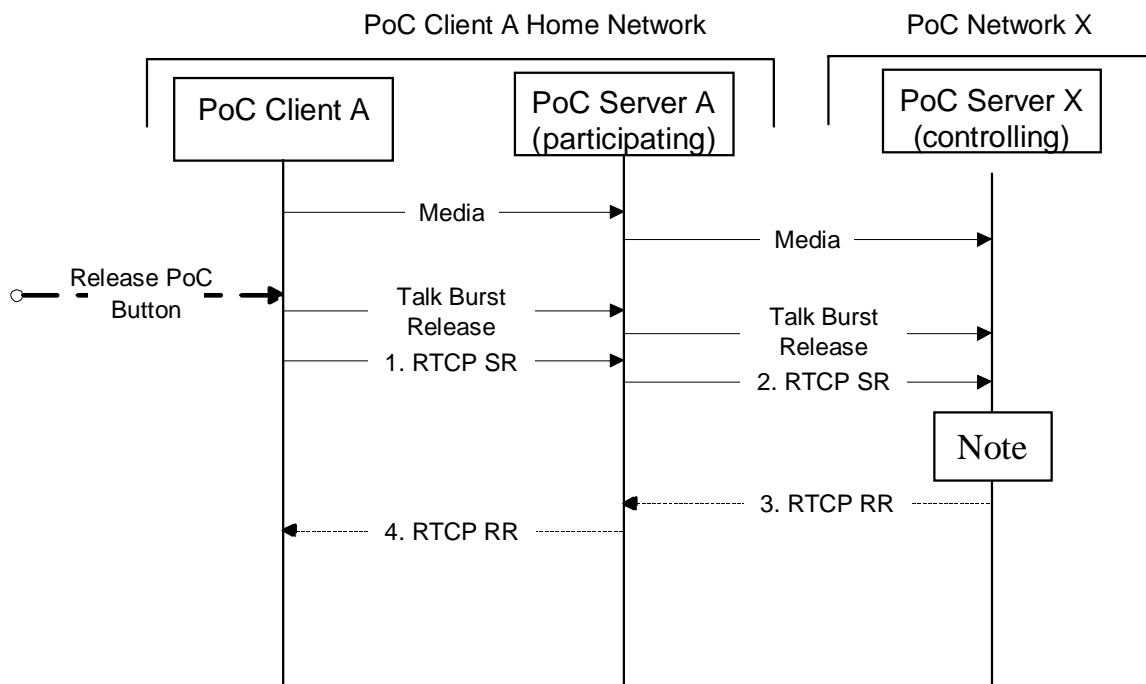 PoC Client A Home Network
PoC Network X
PoC Client A
PoC Server A
(participating)
PoC Server X
(controlling)
Media
Media
Release PoC
Button
Talk Burst
Release
Talk Burst
Release
1. RTCP SR
2. RTCP SR
Note
3. RTCP RR
4. RTCP RR